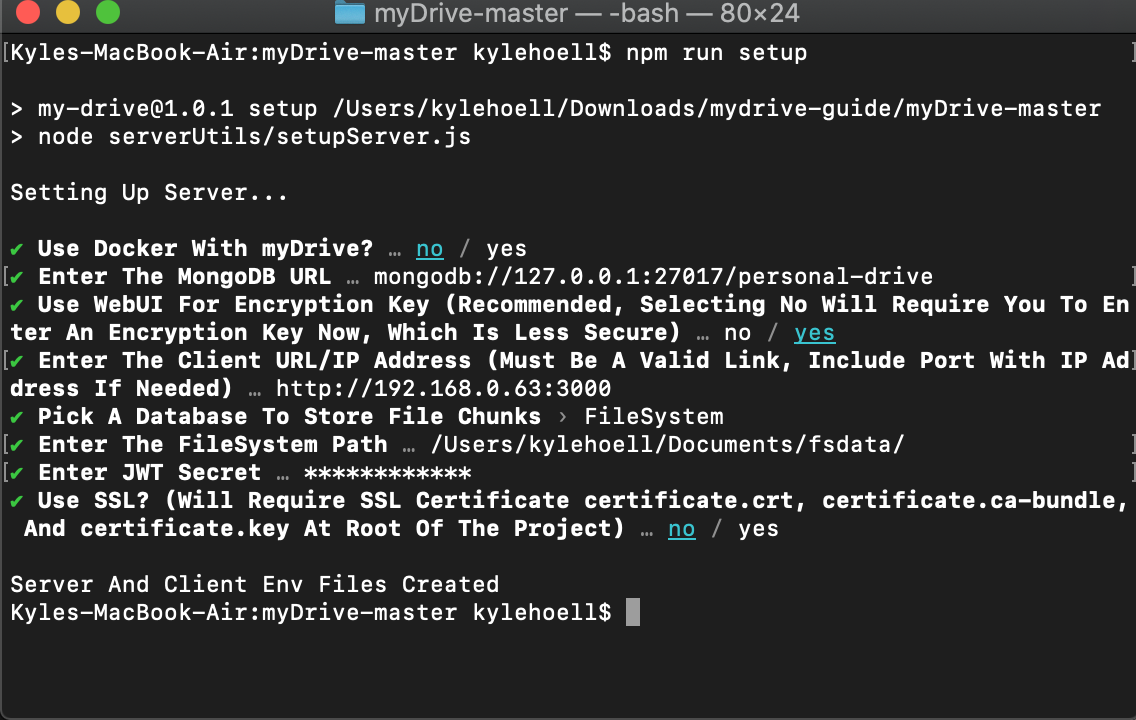 myDrive-master — -bash — 80×24
[Kyles-MacBook-Air:myDrive-master kylehoell$ npm run setup ]
> my-drive@1.0.1 setup /Users/kylehoell/Downloads/mydrive-guide/myDrive-master
> node serverUtils/setupServer.js
Setting Up Server...
✔ Use Docker With myDrive? … no / yes
[✔ Enter The MongoDB URL … mongodb://127.0.0.1:27017/personal-drive ]
✔ Use WebUI For Encryption Key (Recommended, Selecting No Will Require You To En
ter An Encryption Key Now, Which Is Less Secure) … no / yes
[✔ Enter The Client URL/IP Address (Must Be A Valid Link, Include Port With IP Ad]
dress If Needed) … http://192.168.0.63:3000
✔ Pick A Database To Store File Chunks › FileSystem
[✔ Enter The FileSystem Path … /Users/kylehoell/Documents/fsdata/ ]
[✔ Enter JWT Secret … ************ ]
✔ Use SSL? (Will Require SSL Certificate certificate.crt, certificate.ca-bundle,
And certificate.key At Root Of The Project) … no / yes
Server And Client Env Files Created
Kyles-MacBook-Air:myDrive-master kylehoell$